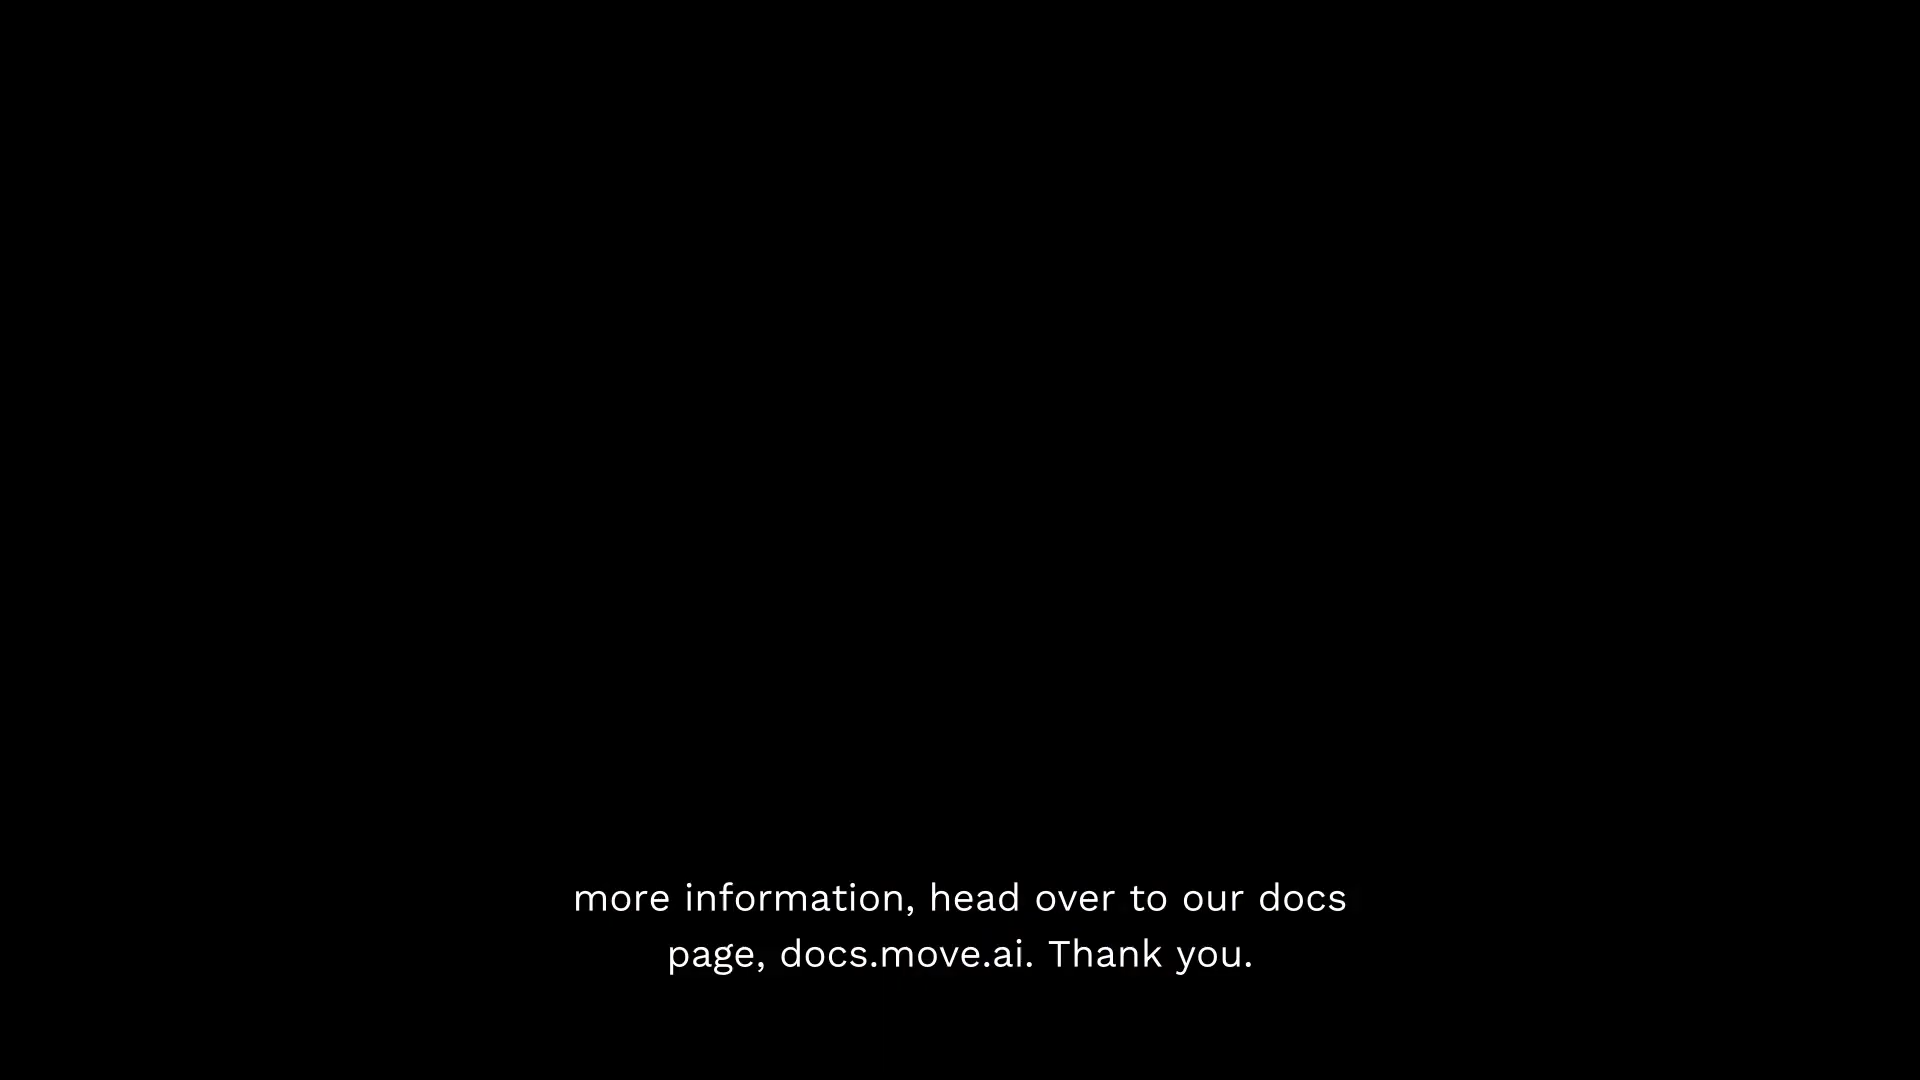 more information, head over to our docs
page, docs.move.ai. Thank you.